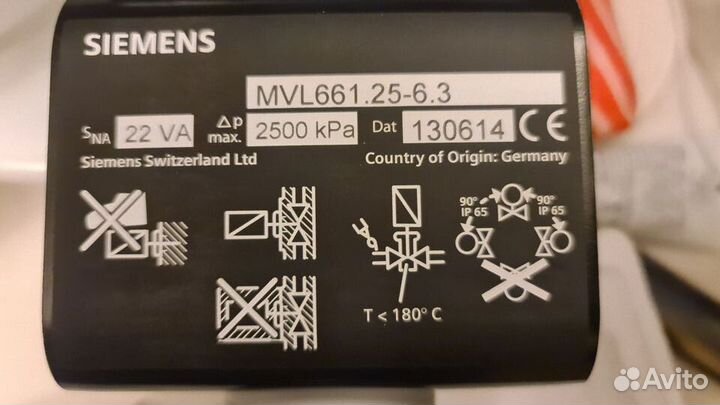 SIEMENS
MVL661.25-6.3
SNA 22 VA Δp max. 2500 kPa Dat 130614 CE
Siemens Switzerland Ltd Country of Origin: Germany
90° 90°
IP 65 IP 65
T < 180° C
Avito